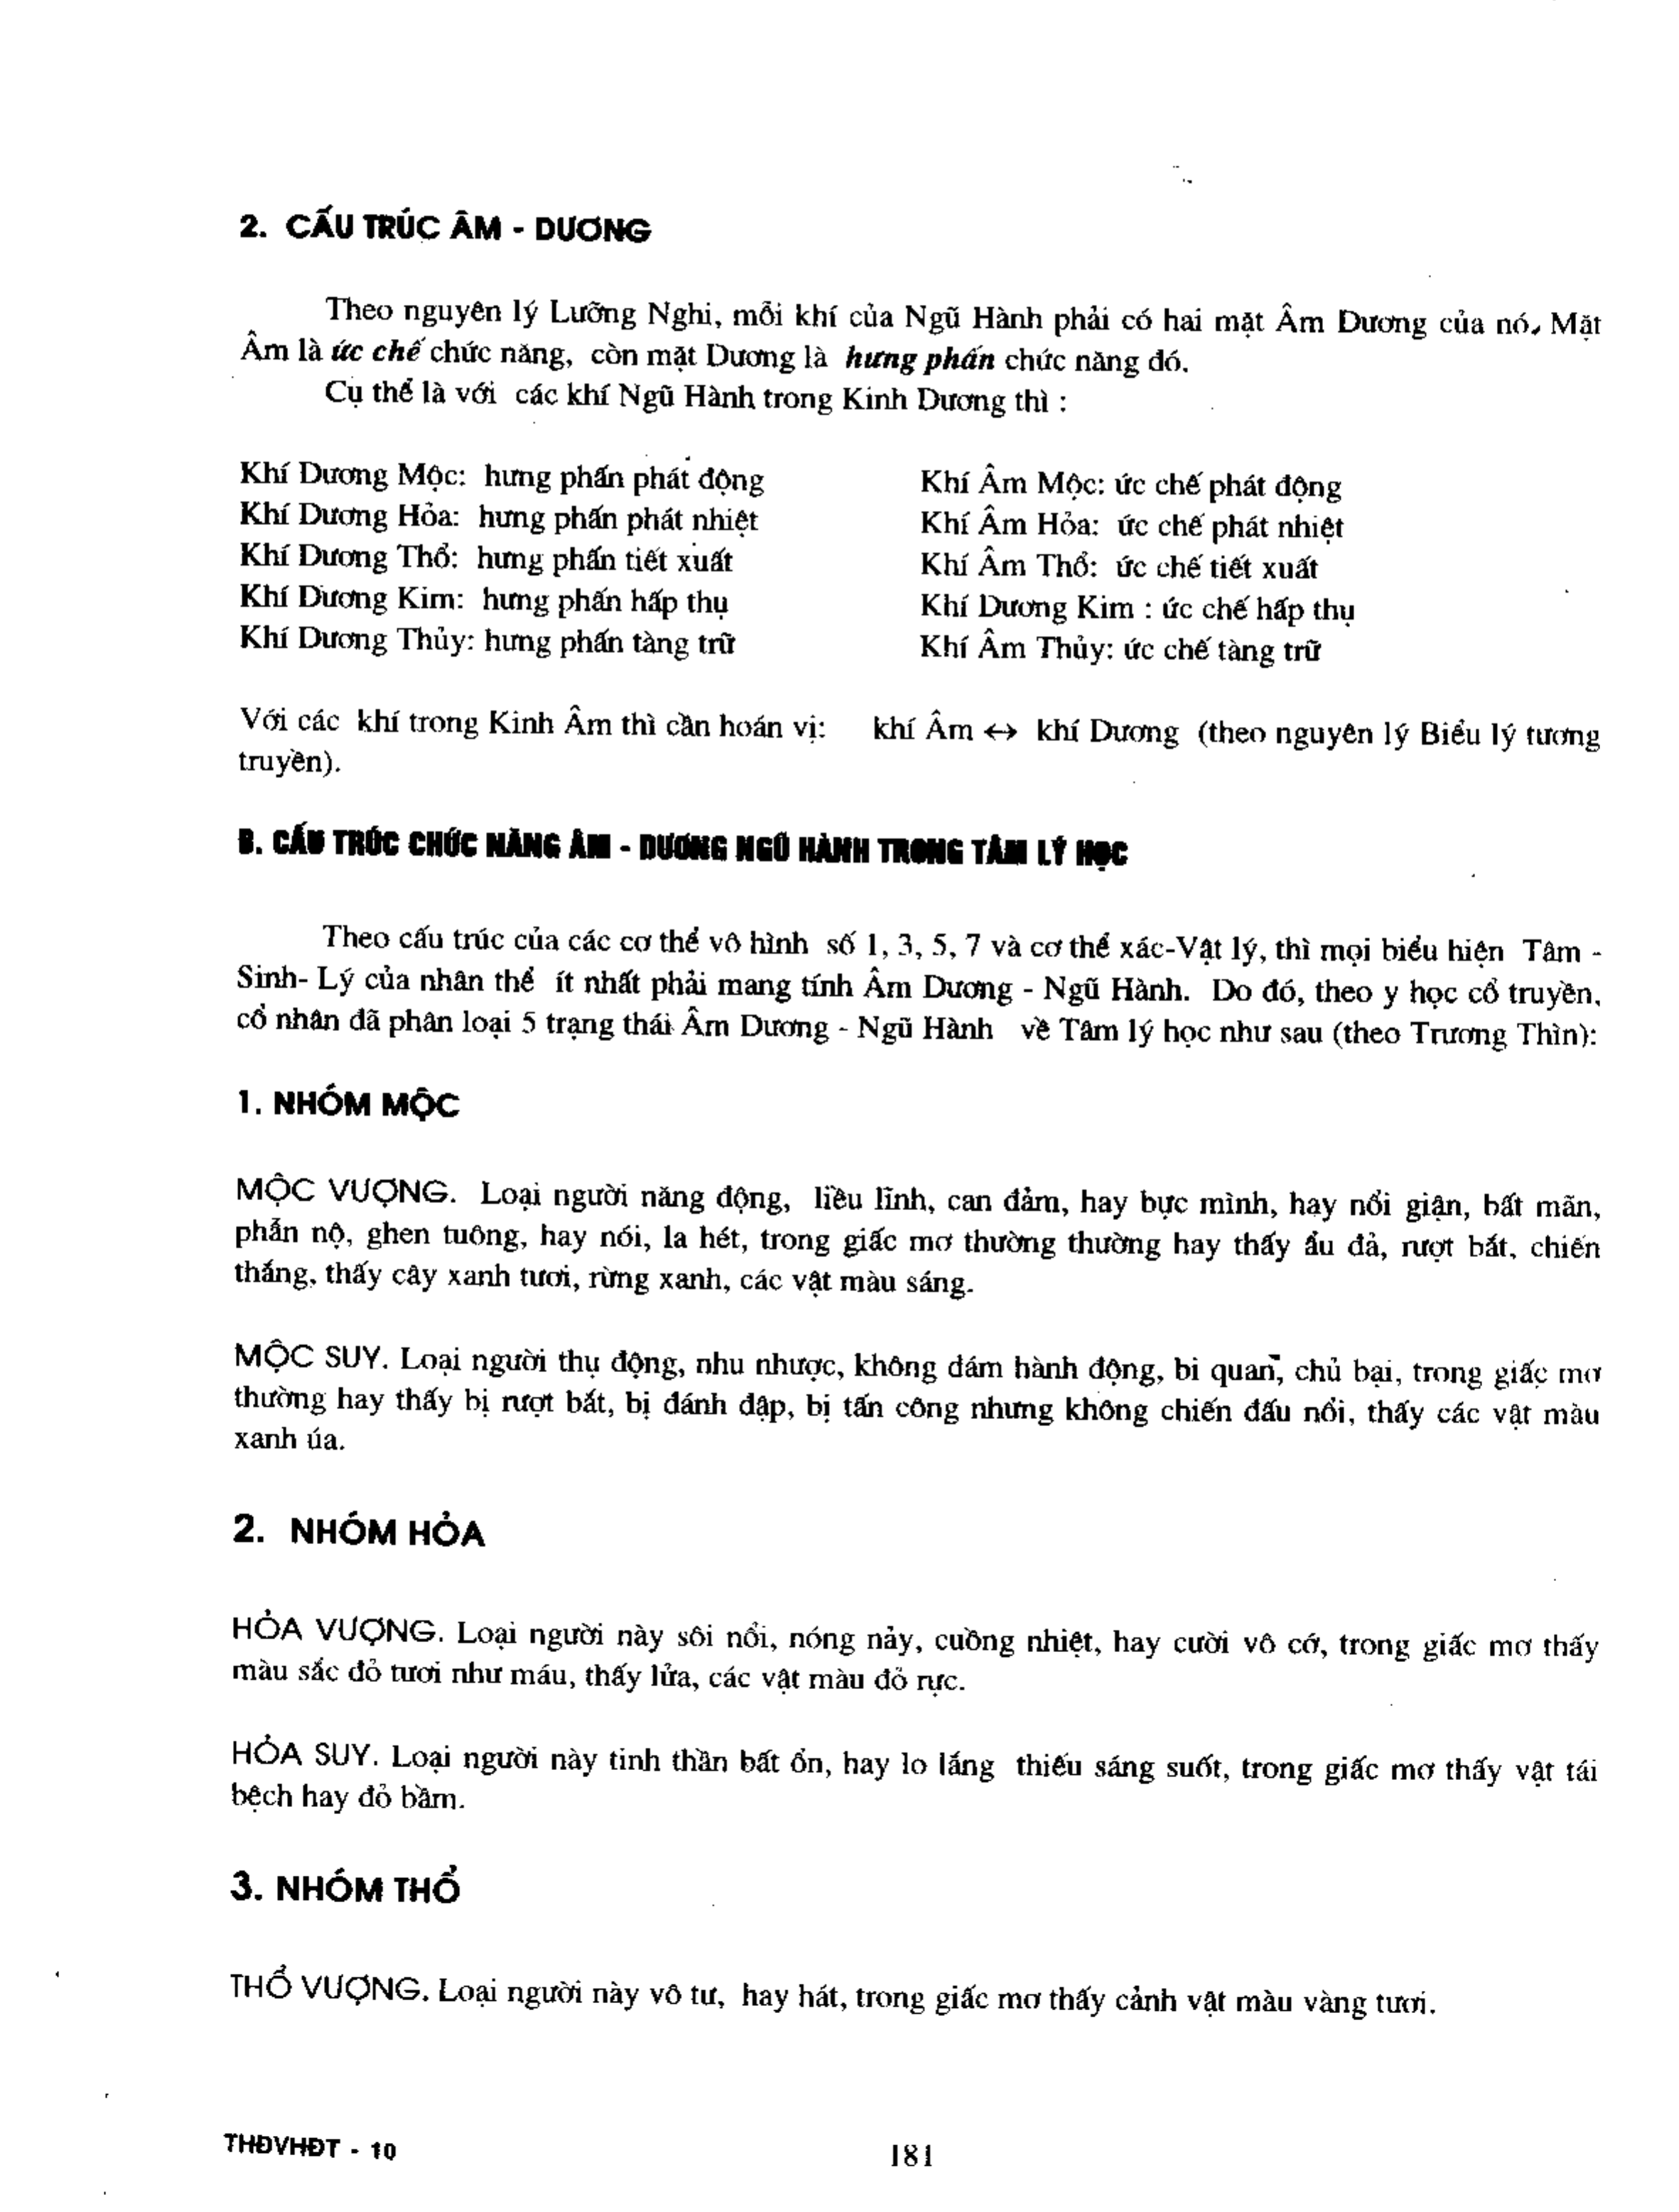 2. CẤU TRÚC ÂM - DƯƠNG
Theo nguyên lý Lưỡng Nghi, mỗi khí của Ngũ Hành phải có hai mặt Âm Dương của nó. Mặt
Âm là ức chế chức năng, còn mặt Dương là hưng phấn chức năng đó.
Cụ thể là với các khí Ngũ Hành trong Kinh Dương thì :
Khí Dương Mộc: hưng phấn phát động
Khí Dương Hỏa: hưng phấn phát nhiệt
Khí Dương Thổ: hưng phấn tiết xuất
Khí Dương Kim: hưng phấn hấp thụ
Khí Dương Thủy: hưng phấn tàng trữ
Khí Âm Mộc: ức chế phát động
Khí Âm Hỏa: ức chế phát nhiệt
Khí Âm Thổ: ức chế tiết xuất
Khí Dương Kim : ức chế hấp thụ
Khí Âm Thủy: ức chế tàng trữ
Với các khí trong Kinh Âm thì cần hoán vị: khí Âm ↔ khí Dương (theo nguyên lý Biểu lý tương
truyền).
B. CẤU TRÚC CHỨC NĂNG ÂM - DƯƠNG NGŨ HÀNH TRONG TÂM LÝ HỌC
Theo cấu trúc của các cơ thể vô hình số 1, 3, 5, 7 và cơ thể xác-Vật lý, thì mọi biểu hiện Tâm -
Sinh- Lý của nhân thể ít nhất phải mang tính Âm Dương - Ngũ Hành. Do đó, theo y học cổ truyền,
cổ nhân đã phân loại 5 trạng thái Âm Dương - Ngũ Hành về Tâm lý học như sau (theo Trương Thìn):
1. NHÓM MỘC
MỘC VƯỢNG. Loại người năng động, liều lĩnh, can đảm, hay bực mình, hay nổi giận, bất mãn,
phẫn nộ, ghen tuông, hay nói, la hét, trong giấc mơ thường thường hay thấy ẩu đả, rượt bắt, chiến
thắng, thấy cây xanh tươi, rừng xanh, các vật màu sáng.
MỘC SUY. Loại người thụ động, nhu nhược, không dám hành động, bi quan, chủ bại, trong giấc mơ
thường hay thấy bị rượt bắt, bị đánh đập, bị tấn công nhưng không chiến đấu nổi, thấy các vật màu
xanh úa.
2. NHÓM HỎA
HỎA VƯỢNG. Loại người này sôi nổi, nóng nảy, cuồng nhiệt, hay cười vô cớ, trong giấc mơ thấy
màu sắc đỏ tươi như máu, thấy lửa, các vật màu đỏ rực.
HỎA SUY. Loại người này tinh thần bất ổn, hay lo lắng thiếu sáng suốt, trong giấc mơ thấy vật tái
bệch hay đỏ bầm.
3. NHÓM THỔ
THỔ VƯỢNG. Loại người này vô tư, hay hát, trong giấc mơ thấy cảnh vật màu vàng tươi.
THĐVHĐT - 10
181